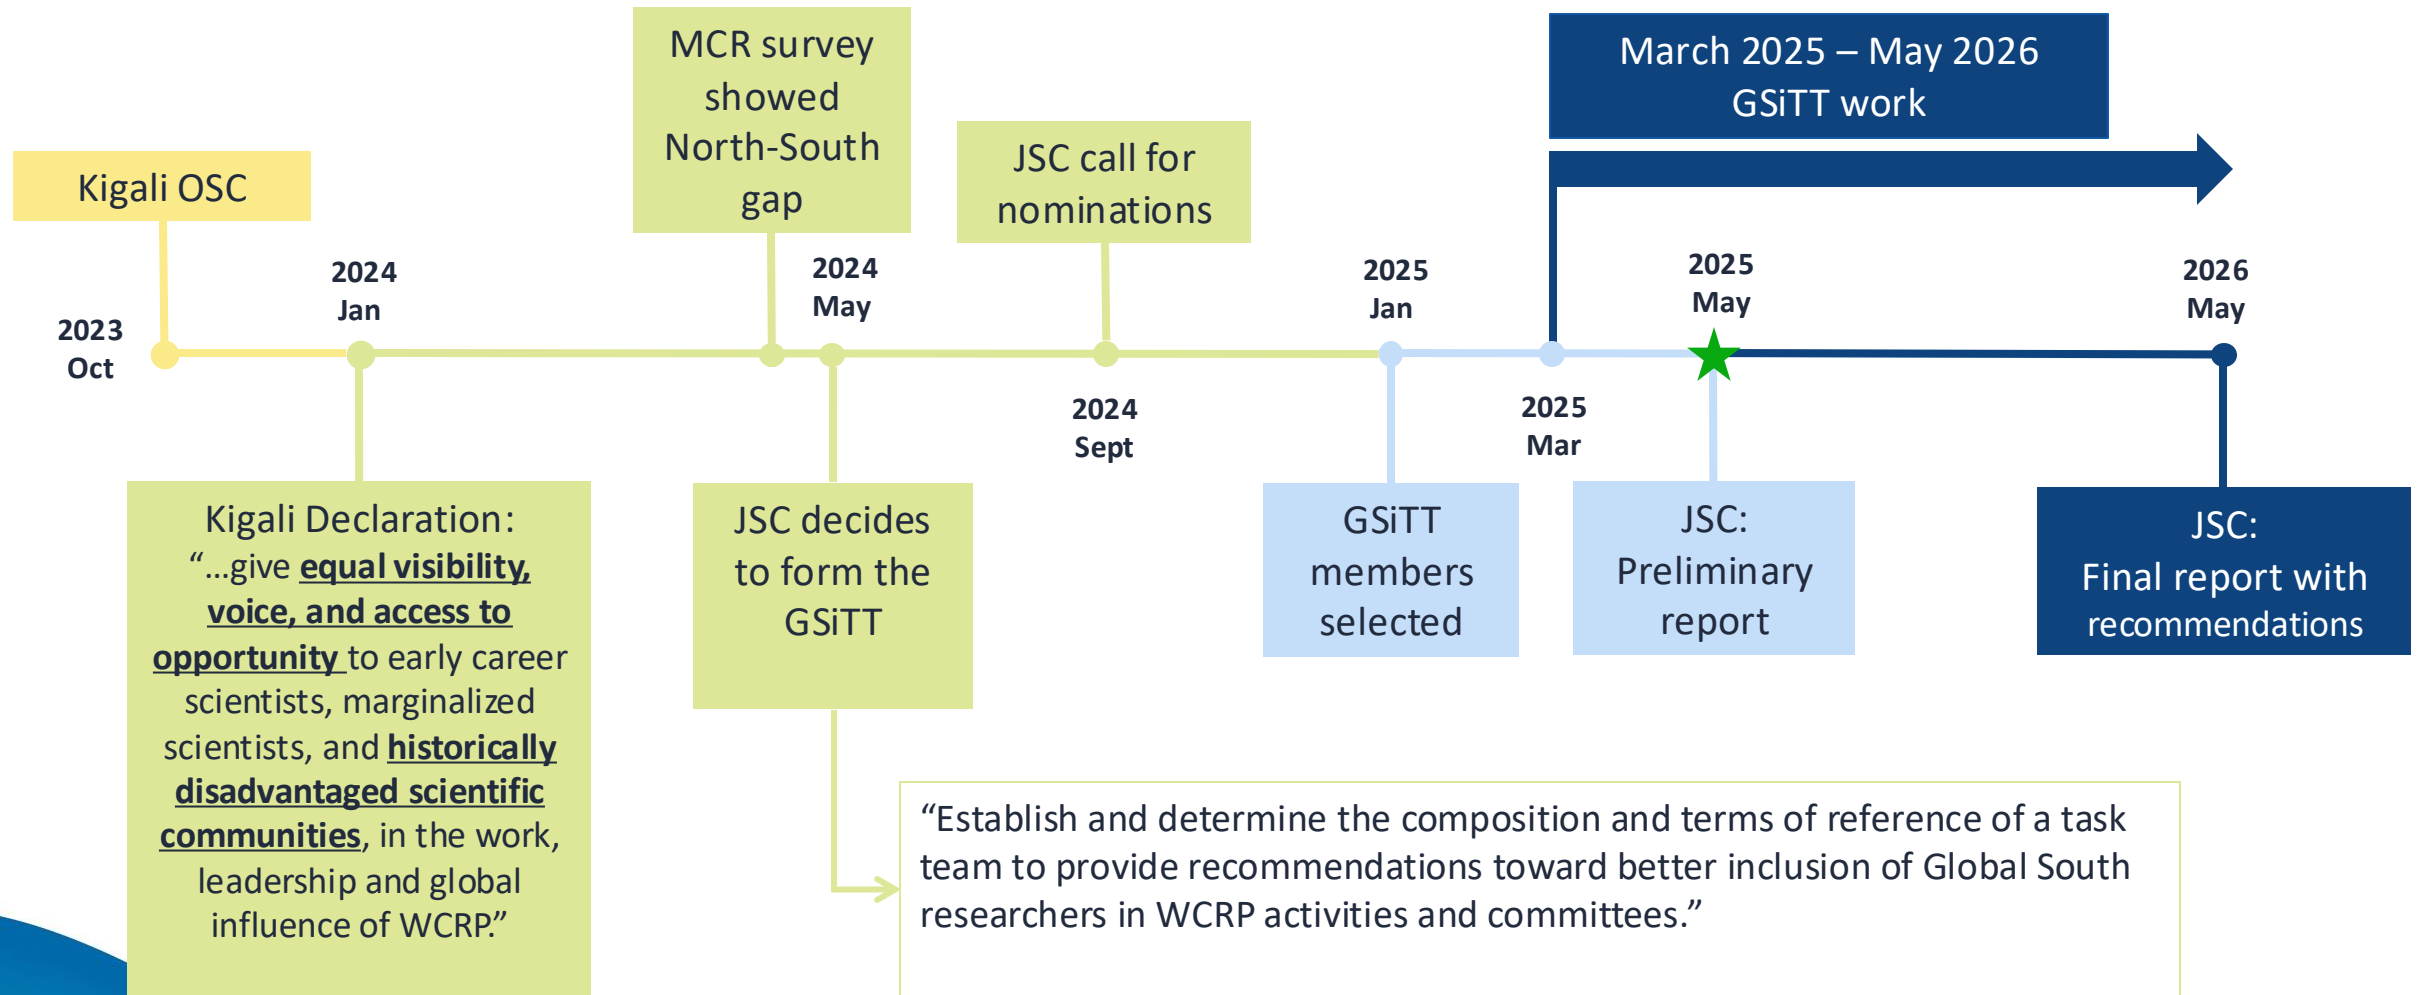 Kigali OSC
MCR survey
showed
North-South
gap
JSC call for
nominations
March 2025 – May 2026
GSiTT work
2023
Oct
2024
Jan
2024
May
2024
Sept
2025
Jan
2025
Mar
2025
May
2026
May
Kigali Declaration:
“…give equal visibility,
voice, and access to
opportunity to early career
scientists, marginalized
scientists, and historically
disadvantaged scientific
communities, in the work,
leadership and global
influence of WCRP.”
JSC decides
to form the
GSiTT
GSiTT
members
selected
JSC:
Preliminary
report
JSC:
Final report with
recommendations
“Establish and determine the composition and terms of reference of a task
team to provide recommendations toward better inclusion of Global South
researchers in WCRP activities and committees.”